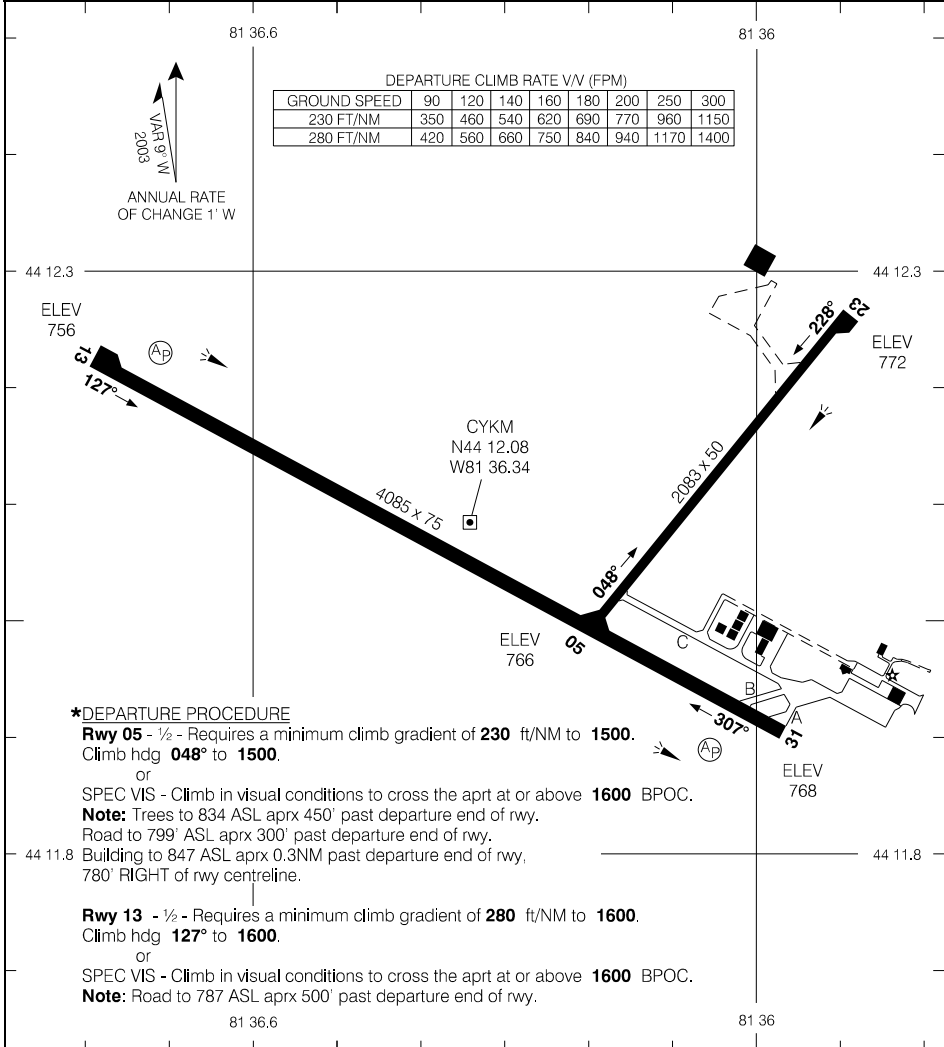 81 36.6
81 36
DEPARTURE CLIMB RATE V/V (FPM)
GROUND SPEED 90 120 140 160 180 200 250 300
230 FT/NM 350 460 540 620 690 770 960 1150
280 FT/NM 420 560 660 750 840 940 1170 1400
VAR 9° W
2003
ANNUAL RATE
OF CHANGE 1' W
44 12.3
44 12.3
ELEV
756
13
127°
AP
23
228°
ELEV
772
CYKM
N44 12.08
W81 36.34
4085 x 75
2083 x 50
048°
ELEV
766
05
C
B
A
307°
31
AP
ELEV
768
*DEPARTURE PROCEDURE
Rwy 05 - ½ - Requires a minimum climb gradient of 230 ft/NM to 1500.
Climb hdg 048° to 1500.
or
SPEC VIS - Climb in visual conditions to cross the aprt at or above 1600 BPOC.
Note: Trees to 834 ASL aprx 450' past departure end of rwy.
Road to 799' ASL aprx 300' past departure end of rwy.
44 11.8 Building to 847 ASL aprx 0.3NM past departure end of rwy, 44 11.8
780' RIGHT of rwy centreline.
Rwy 13 - ½ - Requires a minimum climb gradient of 280 ft/NM to 1600.
Climb hdg 127° to 1600.
or
SPEC VIS - Climb in visual conditions to cross the aprt at or above 1600 BPOC.
Note: Road to 787 ASL aprx 500' past departure end of rwy.
81 36.6
81 36